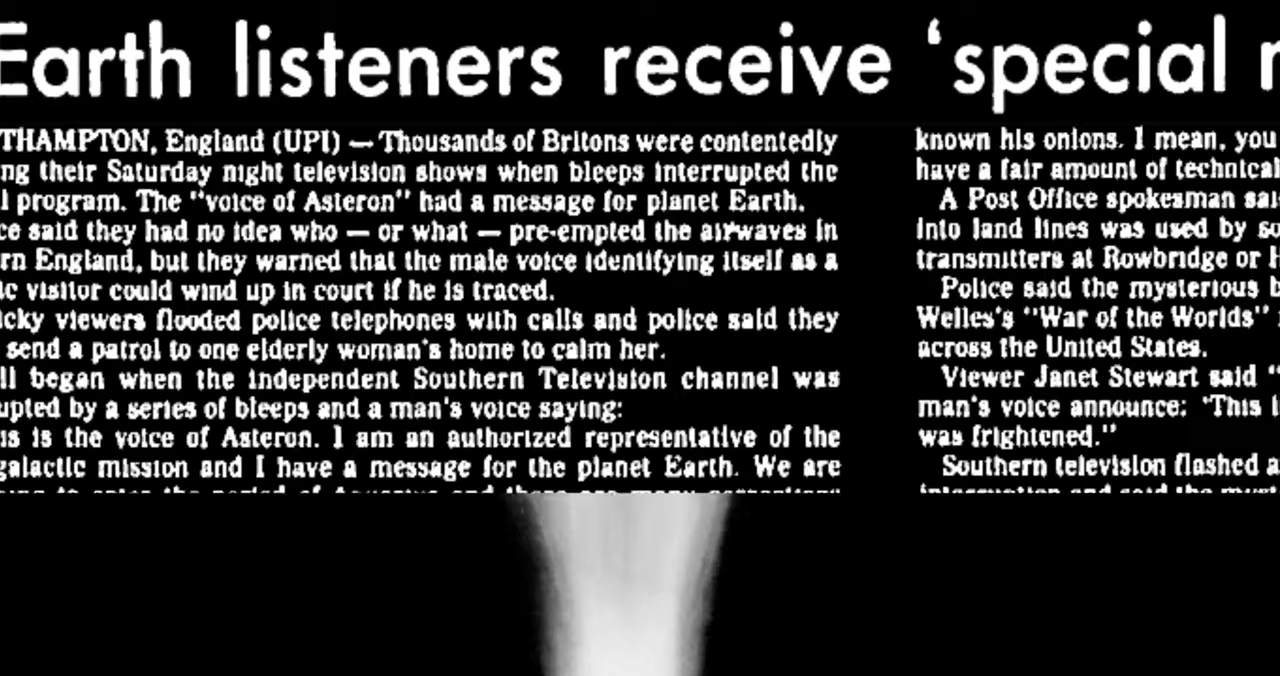 Earth listeners receive ‘special
THAMPTON, England (UPI) — Thousands of Britons were contentedly
ng their Saturday night television shows when bleeps interrupted the
l program. The "voice of Asteron" had a message for planet Earth.
ce said they had no idea who — or what — pre-empted the airwaves in
rn England, but they warned that the male voice identifying itself as a
ic visitor could wind up in court if he is traced.
icky viewers flooded police telephones with calls and police said they
send a patrol to one elderly woman's home to calm her.
ll began when the independent Southern Television channel was
upted by a series of bleeps and a man's voice saying:
is is the voice of Asteron. I am an authorized representative of the
galactic mission and I have a message for the planet Earth. We are
known his onions. I mean, you
have a fair amount of technical
A Post Office spokesman sai
into land lines was used by so
transmitters at Rowbridge or H
Police said the mysterious b
Welles's "War of the Worlds"
across the United States.
Viewer Janet Stewart said "
man's voice announce: 'This i
was frightened."
Southern television flashed a